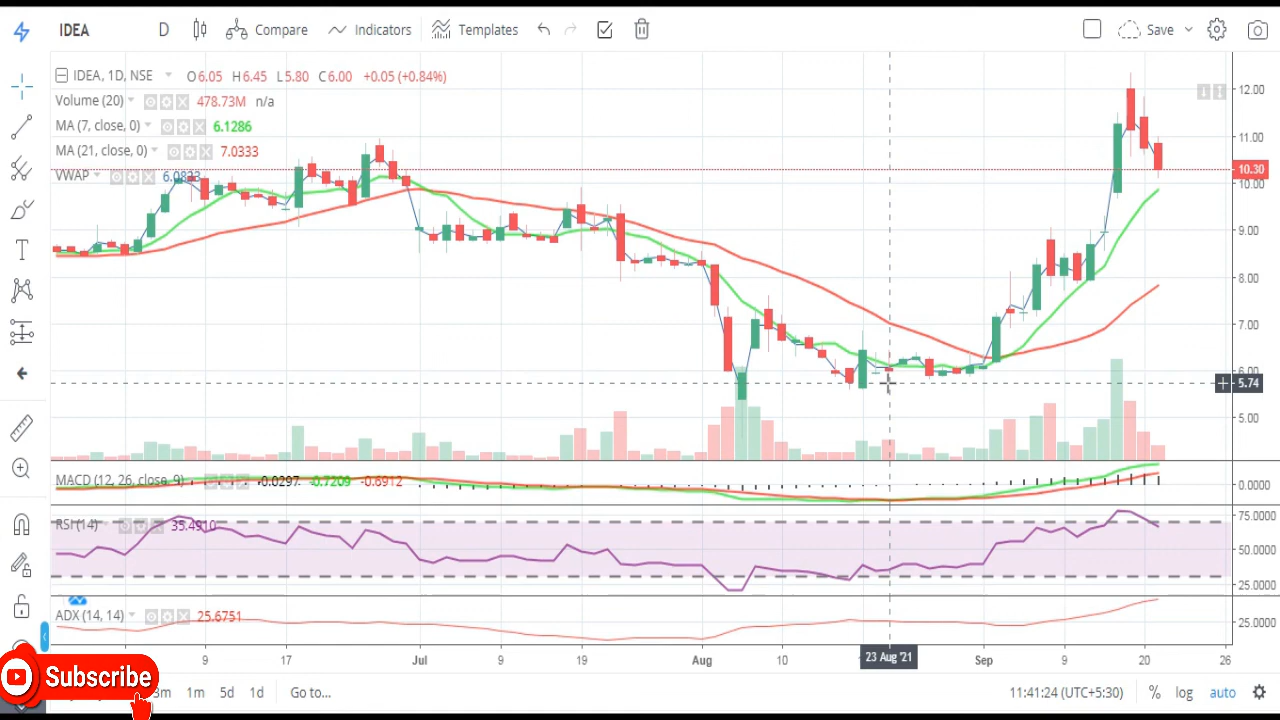 IDEA D Compare Indicators Templates Save
IDEA, 1D, NSE O6.05 H6.45 L5.80 C6.00 +0.05 (+0.84%)
Volume (20) 478.73M n/a
MA (7, close, 0) 6.1286
MA (21, close, 0) 7.0333
VWAP 6.0833
12.00
11.00
10.30
10.00
9.00
8.00
7.00
6.00
5.74
5.00
MACD (12, 26, close, 9) -0.0297 -0.7209 -0.6912
0.0000
RSI (14) 35.4910
75.0000
50.0000
25.0000
ADX (14, 14) 25.6751
25.0000
9 17 Jul 9 19 Aug 10 23 Aug '21 Sep 9 20 26
Subscribe
3m 1m 5d 1d Go to... 11:41:24 (UTC+5:30) % log auto